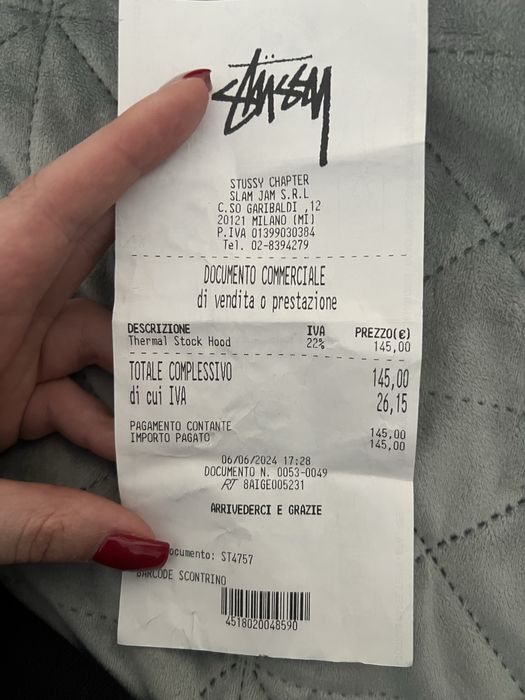 Stüssy
STUSSY CHAPTER
SLAM JAM S.R.L
C.SO GARIBALDI ,12
20121 MILANO (MI)
P.IVA 01399030384
Tel. 02-8394279
DOCUMENTO COMMERCIALE
di vendita o prestazione
DESCRIZIONE IVA PREZZO(€)
Thermal Stock Hood 22% 145,00
TOTALE COMPLESSIVO 145,00
di cui IVA 26,15
PAGAMENTO CONTANTE 145,00
IMPORTO PAGATO 145,00
06/06/2024 17:28
DOCUMENTO N. 0053-0049
RT 8AIGE005231
ARRIVEDERCI E GRAZIE
ocumento: ST4757
BARCODE SCONTRINO
4518020048590